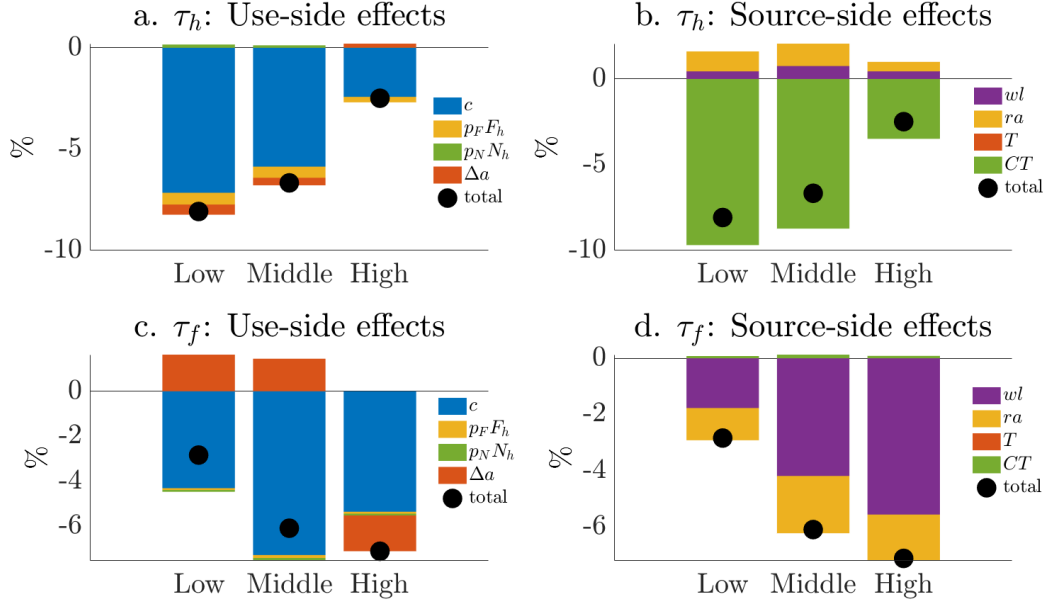 a. τ_h: Use-side effects
0
-5
-10
%
Low Middle High
c
p_F F_h
p_N N_h
Δa
total
b. τ_h: Source-side effects
0
-5
-10
%
Low Middle High
wl
ra
T
CT
total
c. τ_f: Use-side effects
0
-2
-4
-6
%
Low Middle High
c
p_F F_h
p_N N_h
Δa
total
d. τ_f: Source-side effects
0
-2
-4
-6
%
Low Middle High
wl
ra
T
CT
total